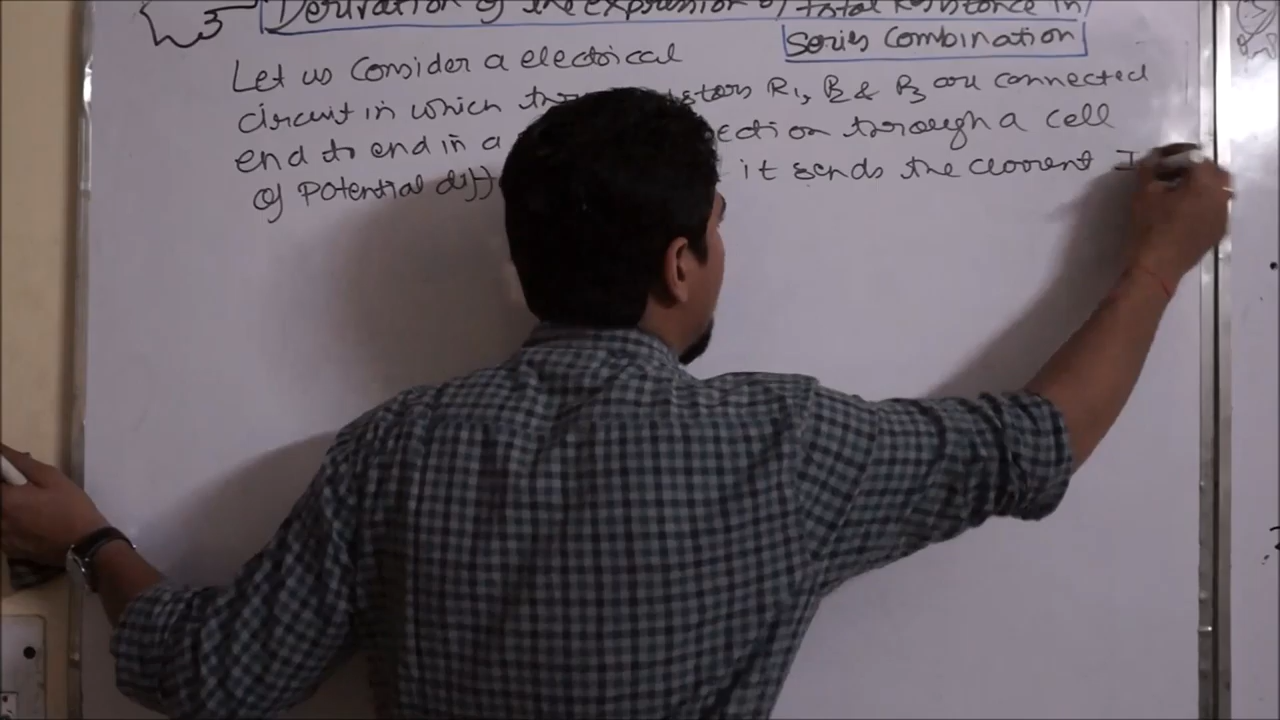 Derivation of the expression of total Resistance in
Series Combination
Let us Consider a electrical
circuit in which R1, R2 & R3 are connected
end to end in a through a cell
of Potential it sends the current I